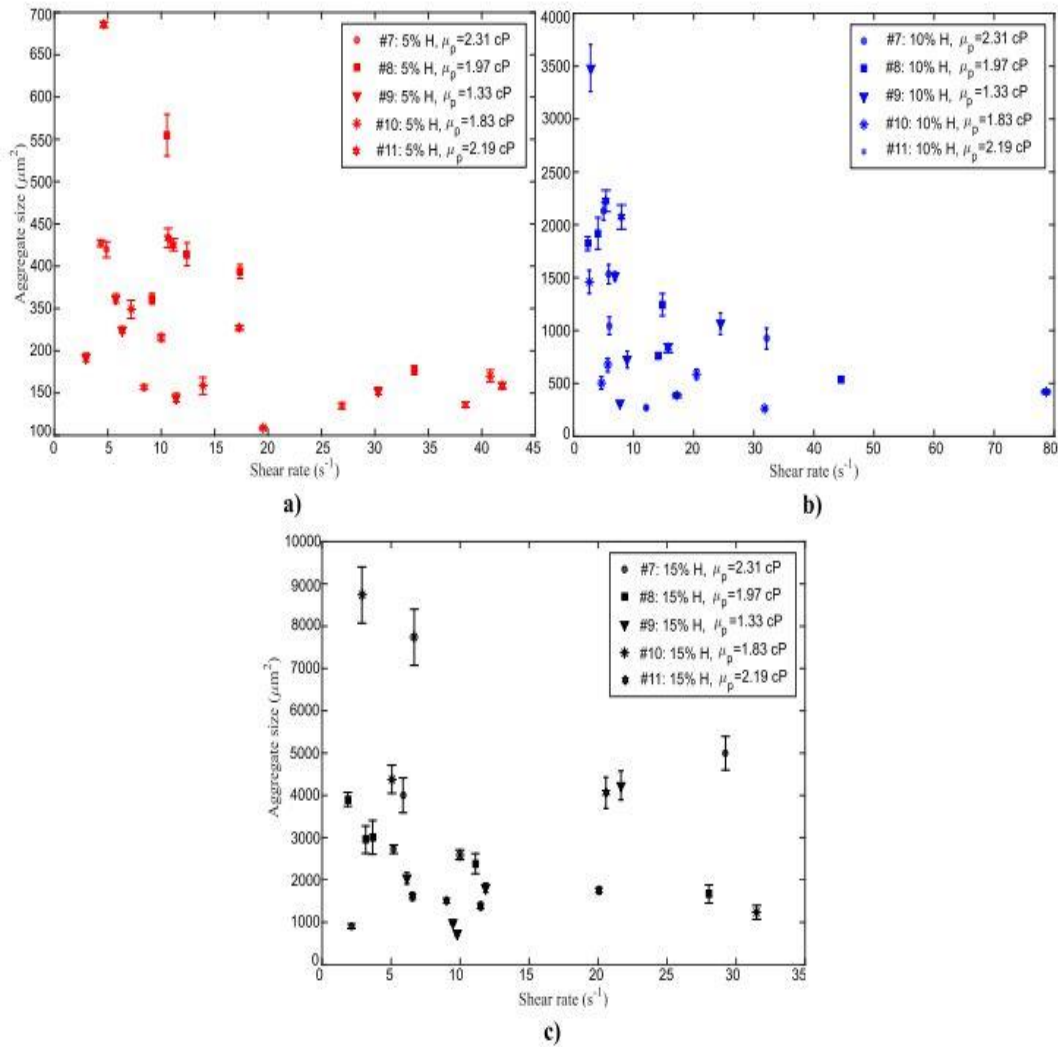 700
650
600
550
500
450
400
350
300
250
200
150
100
0
5
10
15
20
25
30
35
40
45
Aggregate size (μm²)
Shear rate (s⁻¹)
#7: 5% H, μp=2.31 cP
#8: 5% H, μp=1.97 cP
#9: 5% H, μp=1.33 cP
#10: 5% H, μp=1.83 cP
#11: 5% H, μp=2.19 cP
a)
4000
3500
3000
2500
2000
1500
1000
500
0
0
10
20
30
40
50
60
70
80
Shear rate (s⁻¹)
#7: 10% H, μp=2.31 cP
#8: 10% H, μp=1.97 cP
#9: 10% H, μp=1.33 cP
#10: 10% H, μp=1.83 cP
#11: 10% H, μp=2.19 cP
b)
10000
9000
8000
7000
6000
5000
4000
3000
2000
1000
0
0
5
10
15
20
25
30
35
Aggregate size (μm²)
Shear rate (s⁻¹)
#7: 15% H, μp=2.31 cP
#8: 15% H, μp=1.97 cP
#9: 15% H, μp=1.33 cP
#10: 15% H, μp=1.83 cP
#11: 15% H, μp=2.19 cP
c)